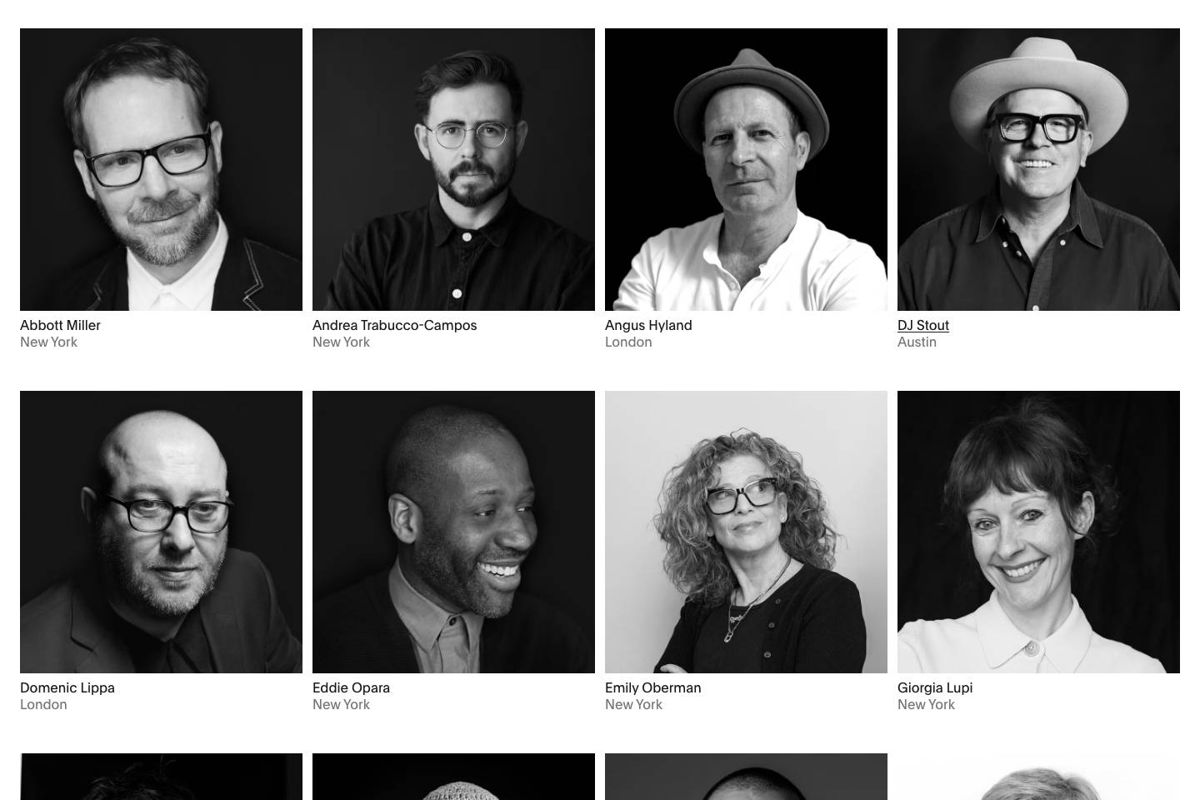 Abbott Miller
New York
Andrea Trabucco-Campos
New York
Angus Hyland
London
DJ Stout
Austin
Domenic Lippa
London
Eddie Opara
New York
Emily Oberman
New York
Giorgia Lupi
New York